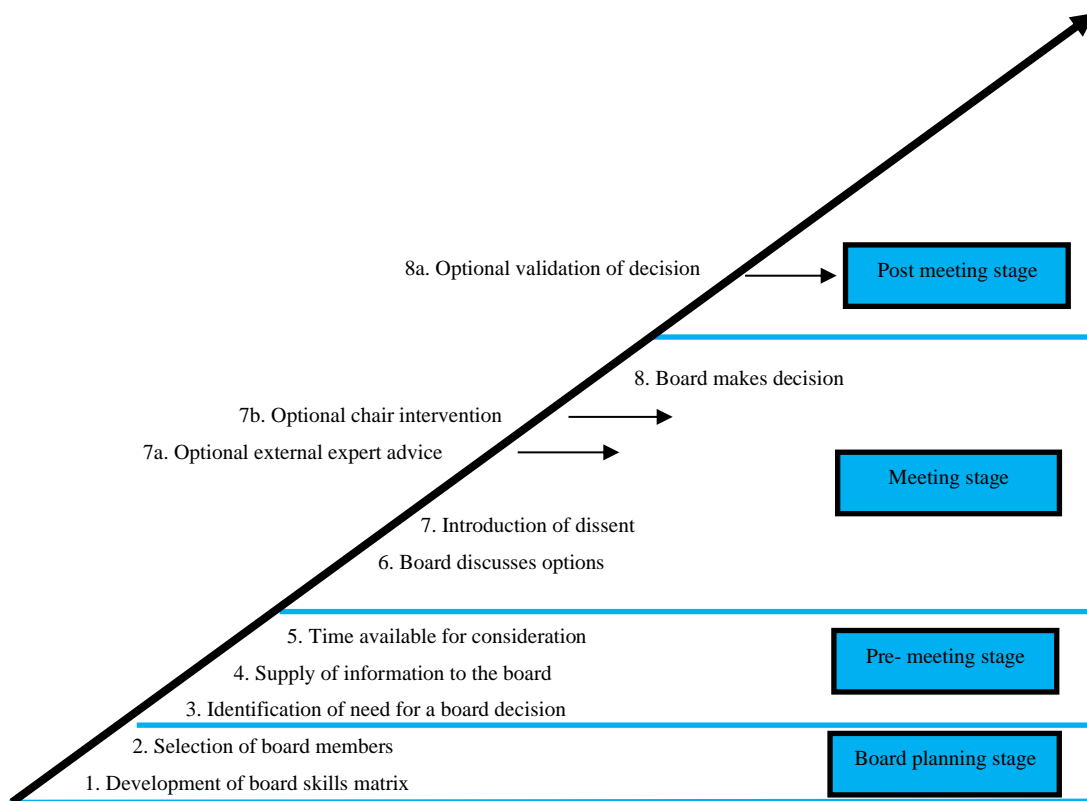 8a. Optional validation of decision
Post meeting stage
8. Board makes decision
7b. Optional chair intervention
7a. Optional external expert advice
Meeting stage
7. Introduction of dissent
6. Board discusses options
5. Time available for consideration
Pre- meeting stage
4. Supply of information to the board
3. Identification of need for a board decision
2. Selection of board members
Board planning stage
1. Development of board skills matrix